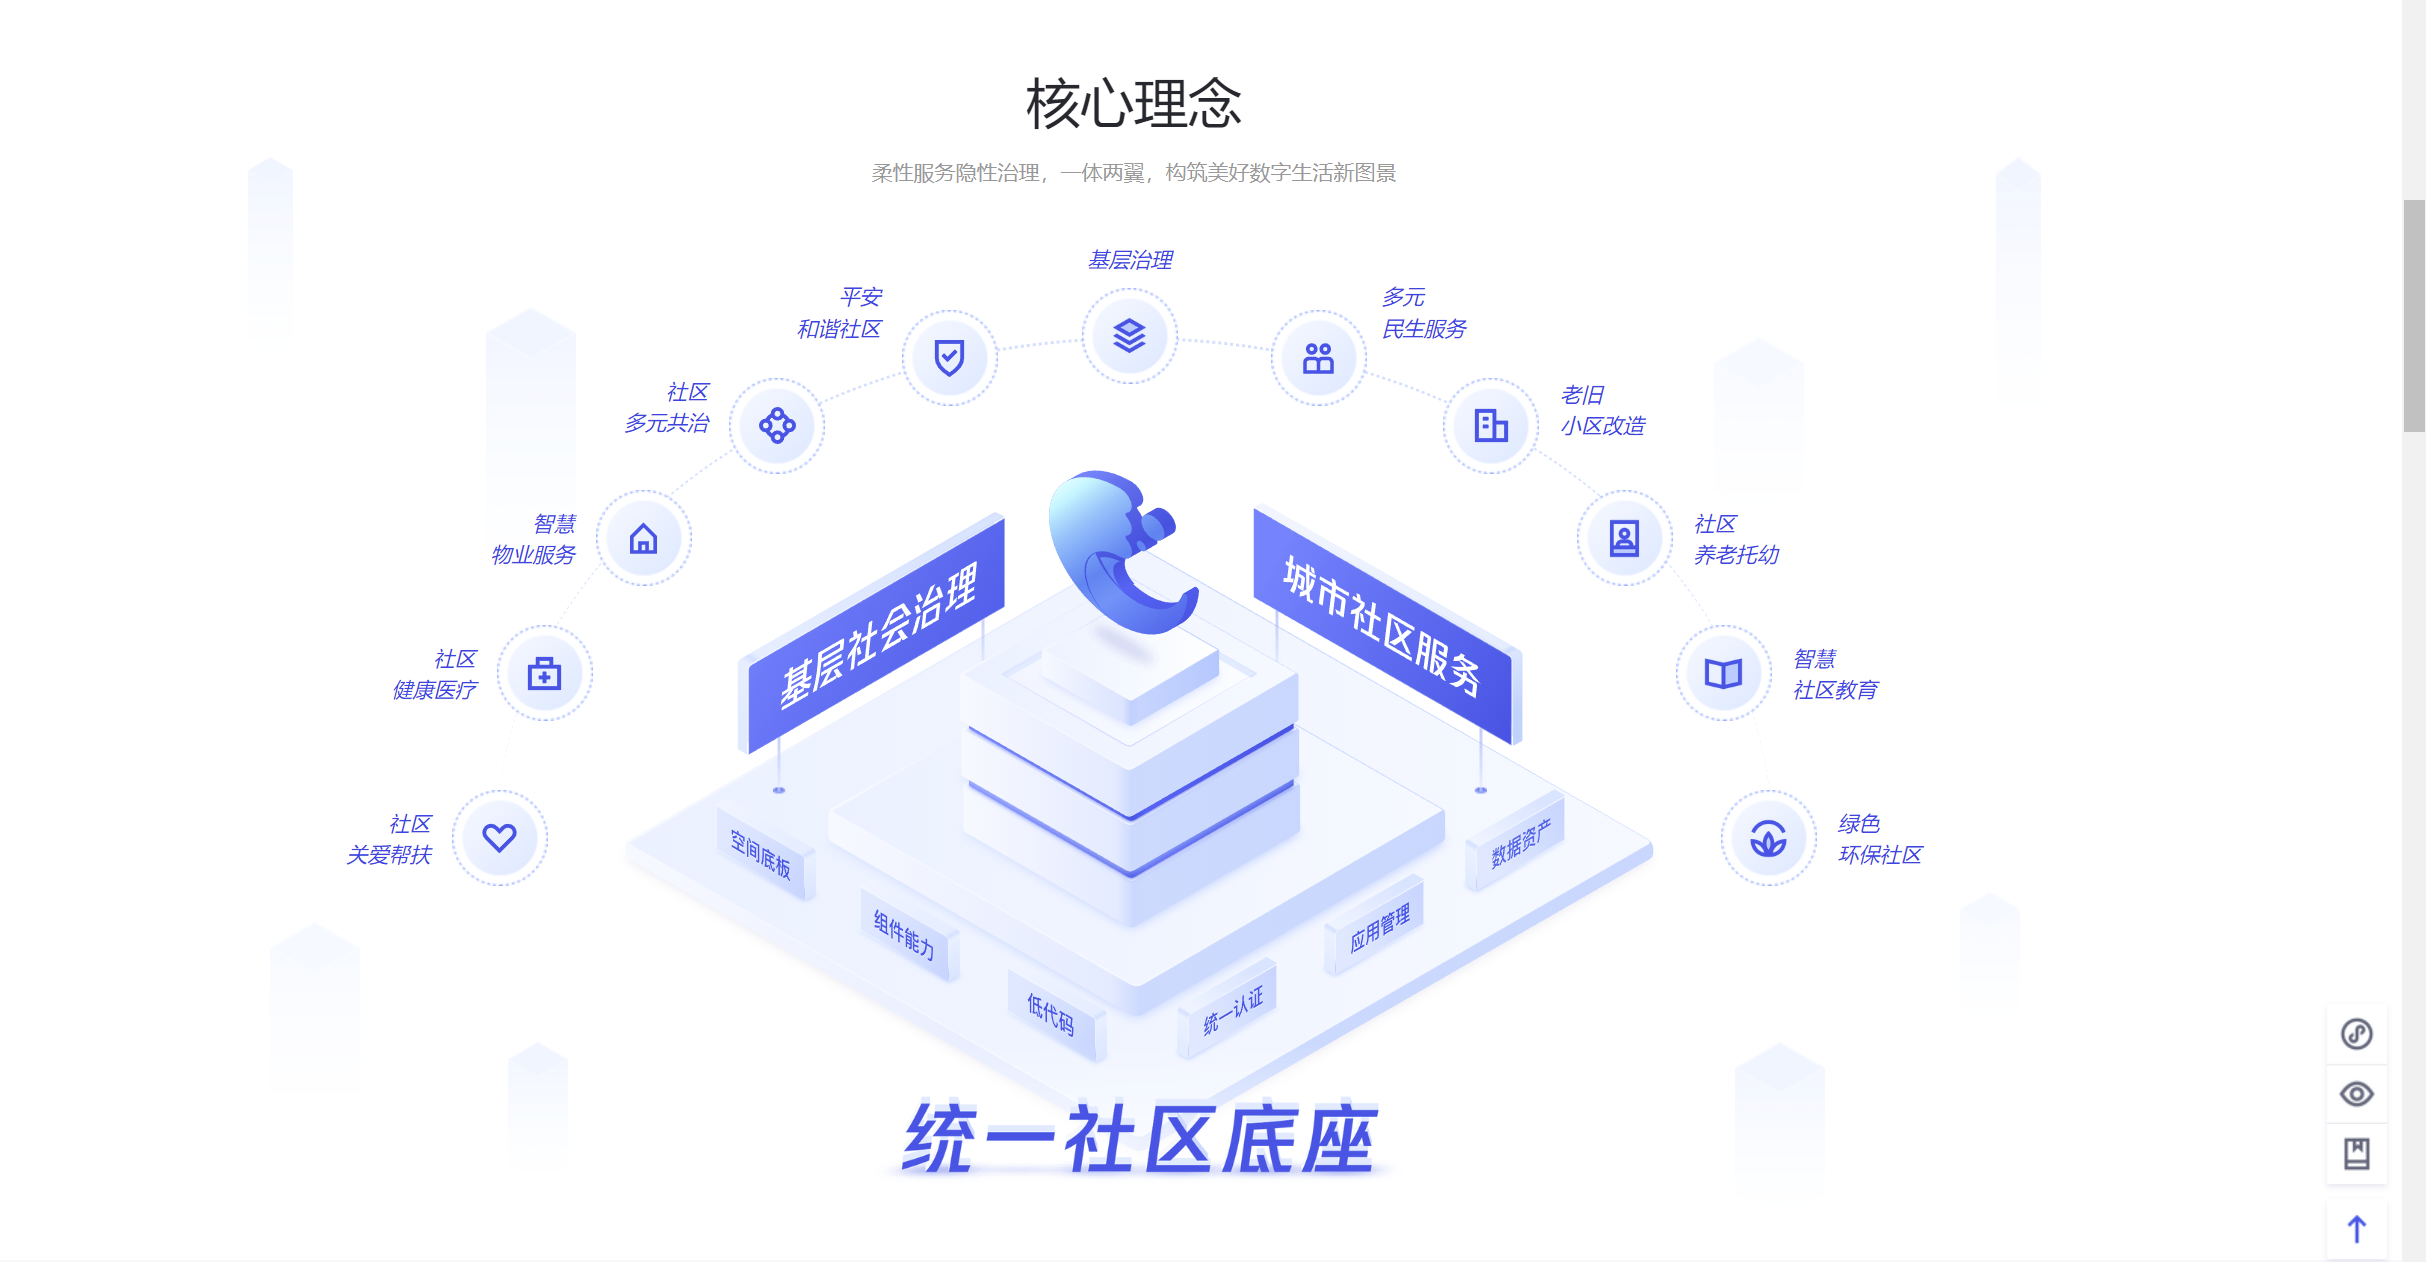 核心理念
柔性服务隐性治理，一体两翼，构筑美好数字生活新图景
基层治理
平安
和谐社区
多元
民生服务
社区
多元共治
老旧
小区改造
智慧
物业服务
社区
养老托幼
社区
健康医疗
智慧
社区教育
社区
关爱帮扶
绿色
环保社区
基层社会治理
城市社区服务
空间底板
组件能力
低代码
统一认证
应用管理
数据资产
统一社区底座